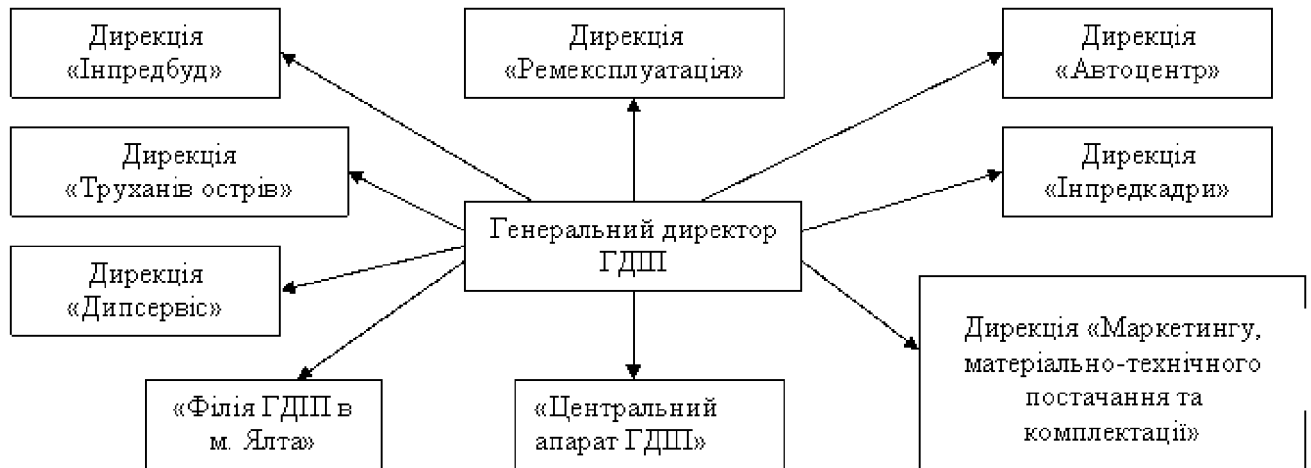 Дирекція
«Інпредбуд»
Дирекція
«Ремексплуатація»
Дирекція
«Автоцентр»
Дирекція
«Труханів острів»
Дирекція
«Інпредкадри»
Генеральний директор
ГДІП
Дирекція
«Дипсервіс»
Дирекція «Маркетингу,
матеріально-технічного
постачання та
комплектації»
«Філія ГДІП в
м. Ялта»
«Центральний
апарат ГДІП»